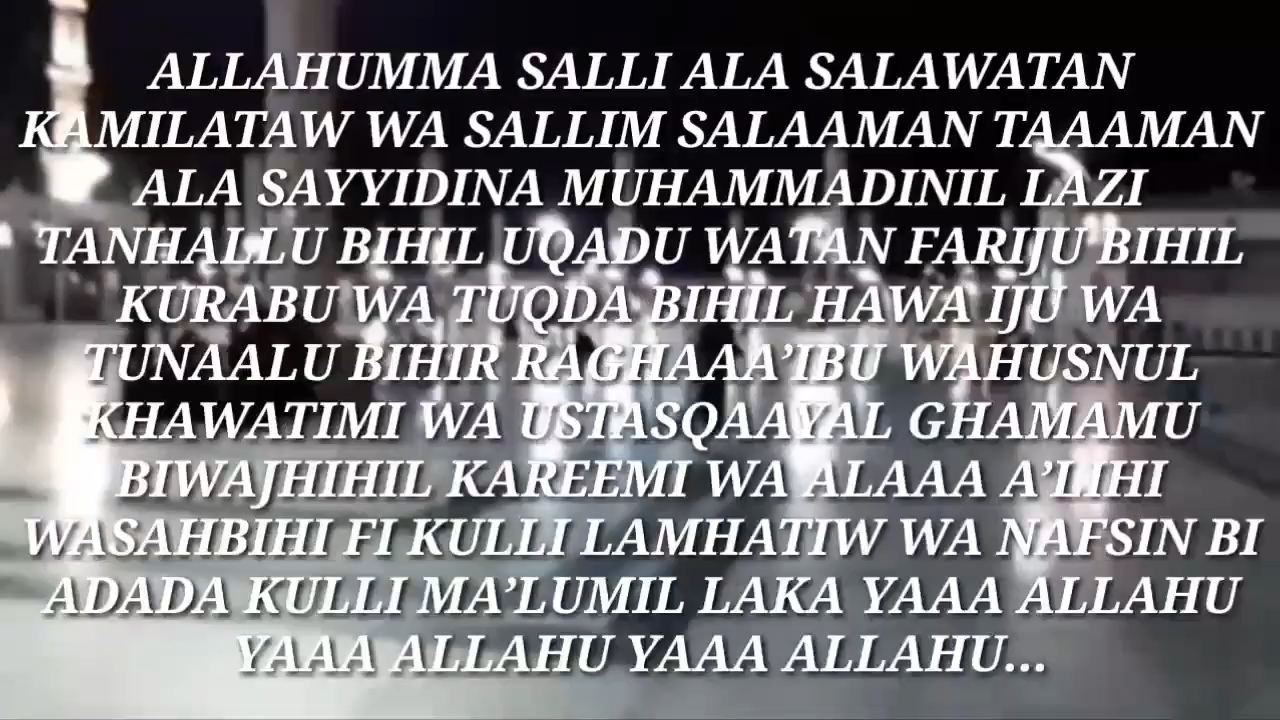 ALLAHUMMA SALLI ALA SALAWATAN
KAMILATAW WA SALLIM SALAAMAN TAAAMAN
ALA SAYYIDINA MUHAMMADINIL LAZI
TANHALLU BIHIL UQADU WATAN FARIJU BIHIL
KURABU WA TUQDA BIHIL HAWA IJU WA
TUNAALU BIHIR RAGHAAA’IBU WAHUSNUL
KHAWATIMI WA USTASQAAYAL GHAMAMU
BIWAJHIHIL KAREEMI WA ALAAA A’LIHI
WASAHBIHI FI KULLI LAMHATIW WA NAFSIN BI
ADADA KULLI MA’LUMIL LAKA YAAA ALLAHU
YAAA ALLAHU YAAA ALLAHU...